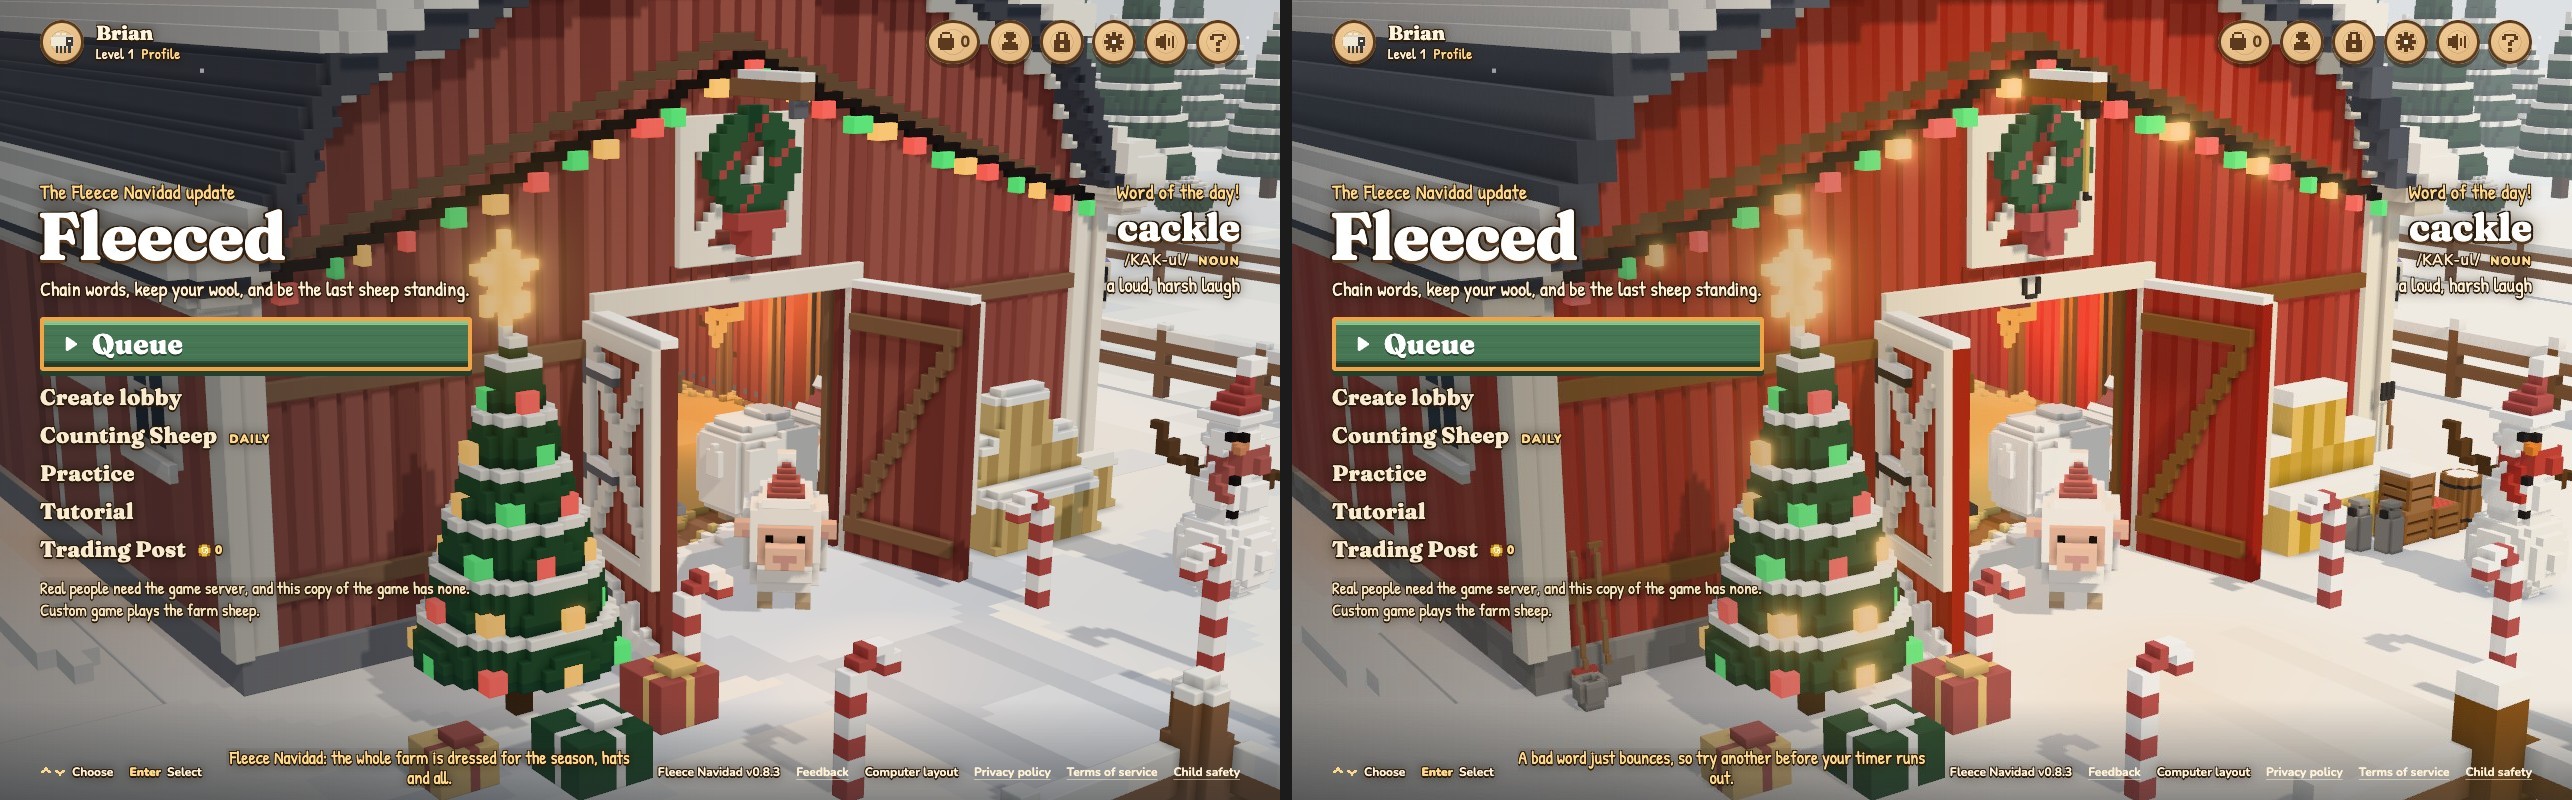 Brian
Level 1 Profile
0
?
The Fleece Navidad update
Fleeced
Chain words, keep your wool, and be the last sheep standing.
Queue
Create lobby
Counting Sheep DAILY
Practice
Tutorial
Trading Post 0
Real people need the game server, and this copy of the game has none.
Custom game plays the farm sheep.
Word of the day!
cackle
/KAK-ul/ NOUN
a loud, harsh laugh
Choose Enter Select
Fleece Navidad: the whole farm is dressed for the season, hats
and all.
Fleece Navidad v0.8.3 Feedback Computer layout Privacy policy Terms of service Child safety
Brian
Level 1 Profile
0
?
The Fleece Navidad update
Fleeced
Chain words, keep your wool, and be the last sheep standing.
Queue
Create lobby
Counting Sheep DAILY
Practice
Tutorial
Trading Post 0
Real people need the game server, and this copy of the game has none.
Custom game plays the farm sheep.
Word of the day!
cackle
/KAK-ul/ NOUN
a loud, harsh laugh
Choose Enter Select
A bad word just bounces, so try another before your timer runs
out.
Fleece Navidad v0.8.3 Feedback Computer layout Privacy policy Terms of service Child safety